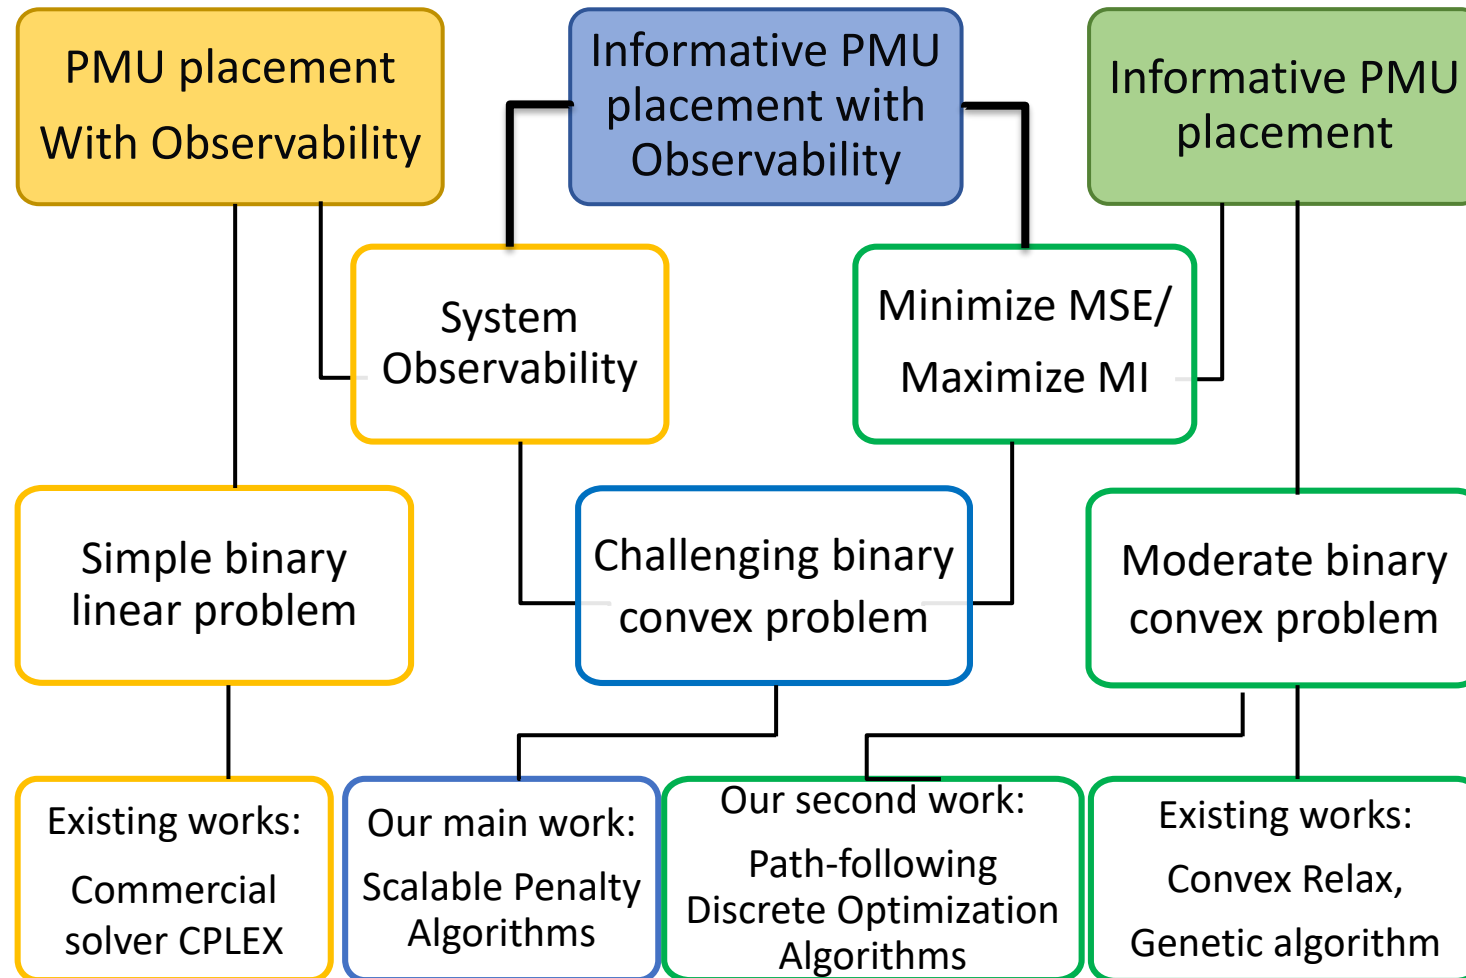 PMU placement
With Observability
Informative PMU
placement with
Observability
Informative PMU
placement
System
Observability
Minimize MSE/
Maximize MI
Simple binary
linear problem
Challenging binary
convex problem
Moderate binary
convex problem
Existing works:
Commercial
solver CPLEX
Our main work:
Scalable Penalty
Algorithms
Our second work:
Path-following
Discrete Optimization
Algorithms
Existing works:
Convex Relax,
Genetic algorithm